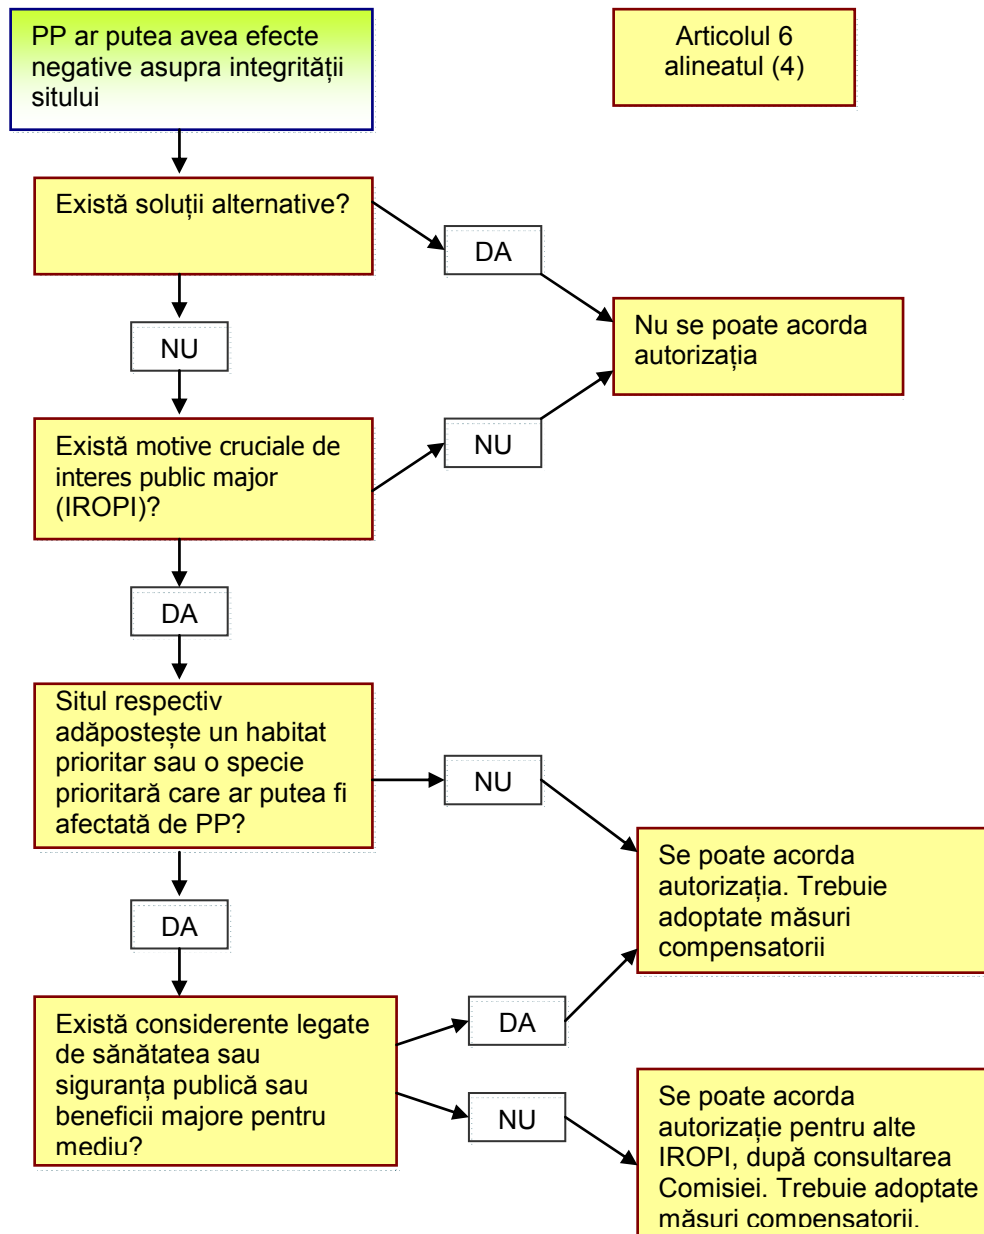 PP ar putea avea efecte
negative asupra integrității
sitului
Articolul 6
alineatul (4)
Există soluții alternative?
DA
NU
Nu se poate acorda
autorizația
Există motive cruciale de
interes public major
(IROPI)?
NU
DA
Situl respectiv
adăpostește un habitat
prioritar sau o specie
prioritară care ar putea fi
afectată de PP?
NU
DA
Se poate acorda
autorizația. Trebuie
adoptate măsuri
compensatorii
Există considerente legate
de sănătatea sau
siguranța publică sau
beneficii majore pentru
mediu?
DA
NU
Se poate acorda
autorizație pentru alte
IROPI, după consultarea
Comisiei. Trebuie adoptate
măsuri compensatorii.